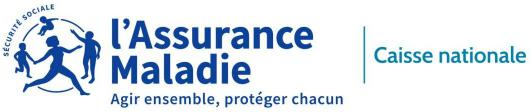 SÉCURITÉ SOCIALE
l'Assurance
Maladie
Agir ensemble, protéger chacun
Caisse nationale